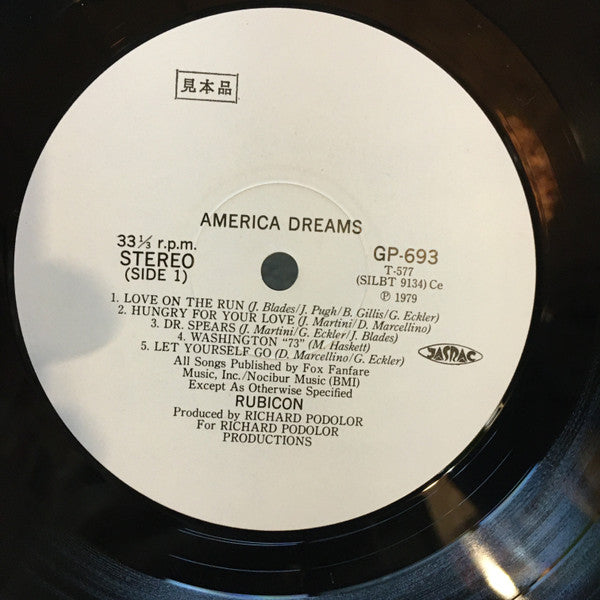 見本品
AMERICA DREAMS
33⅓ r.p.m.
STEREO
(SIDE 1)
GP-693
T-577
(SILBT 9134) Ce
Ⓟ 1979
1. LOVE ON THE RUN (J. Blades/J. Pugh/B. Gillis/G. Eckler)
2. HUNGRY FOR YOUR LOVE (J. Martini/D. Marcellino)
3. DR. SPEARS (J. Martini/G. Eckler/J. Blades)
4. WASHINGTON "73" (M. Haskett)
5. LET YOURSELF GO (D. Marcellino/G. Eckler)
JASRAC
All Songs Published by Fox Fanfare
Music, Inc./Nocibur Music (BMI)
Except As Otherwise Specified
RUBICON
Produced by RICHARD PODOLOR
For RICHARD PODOLOR
PRODUCTIONS